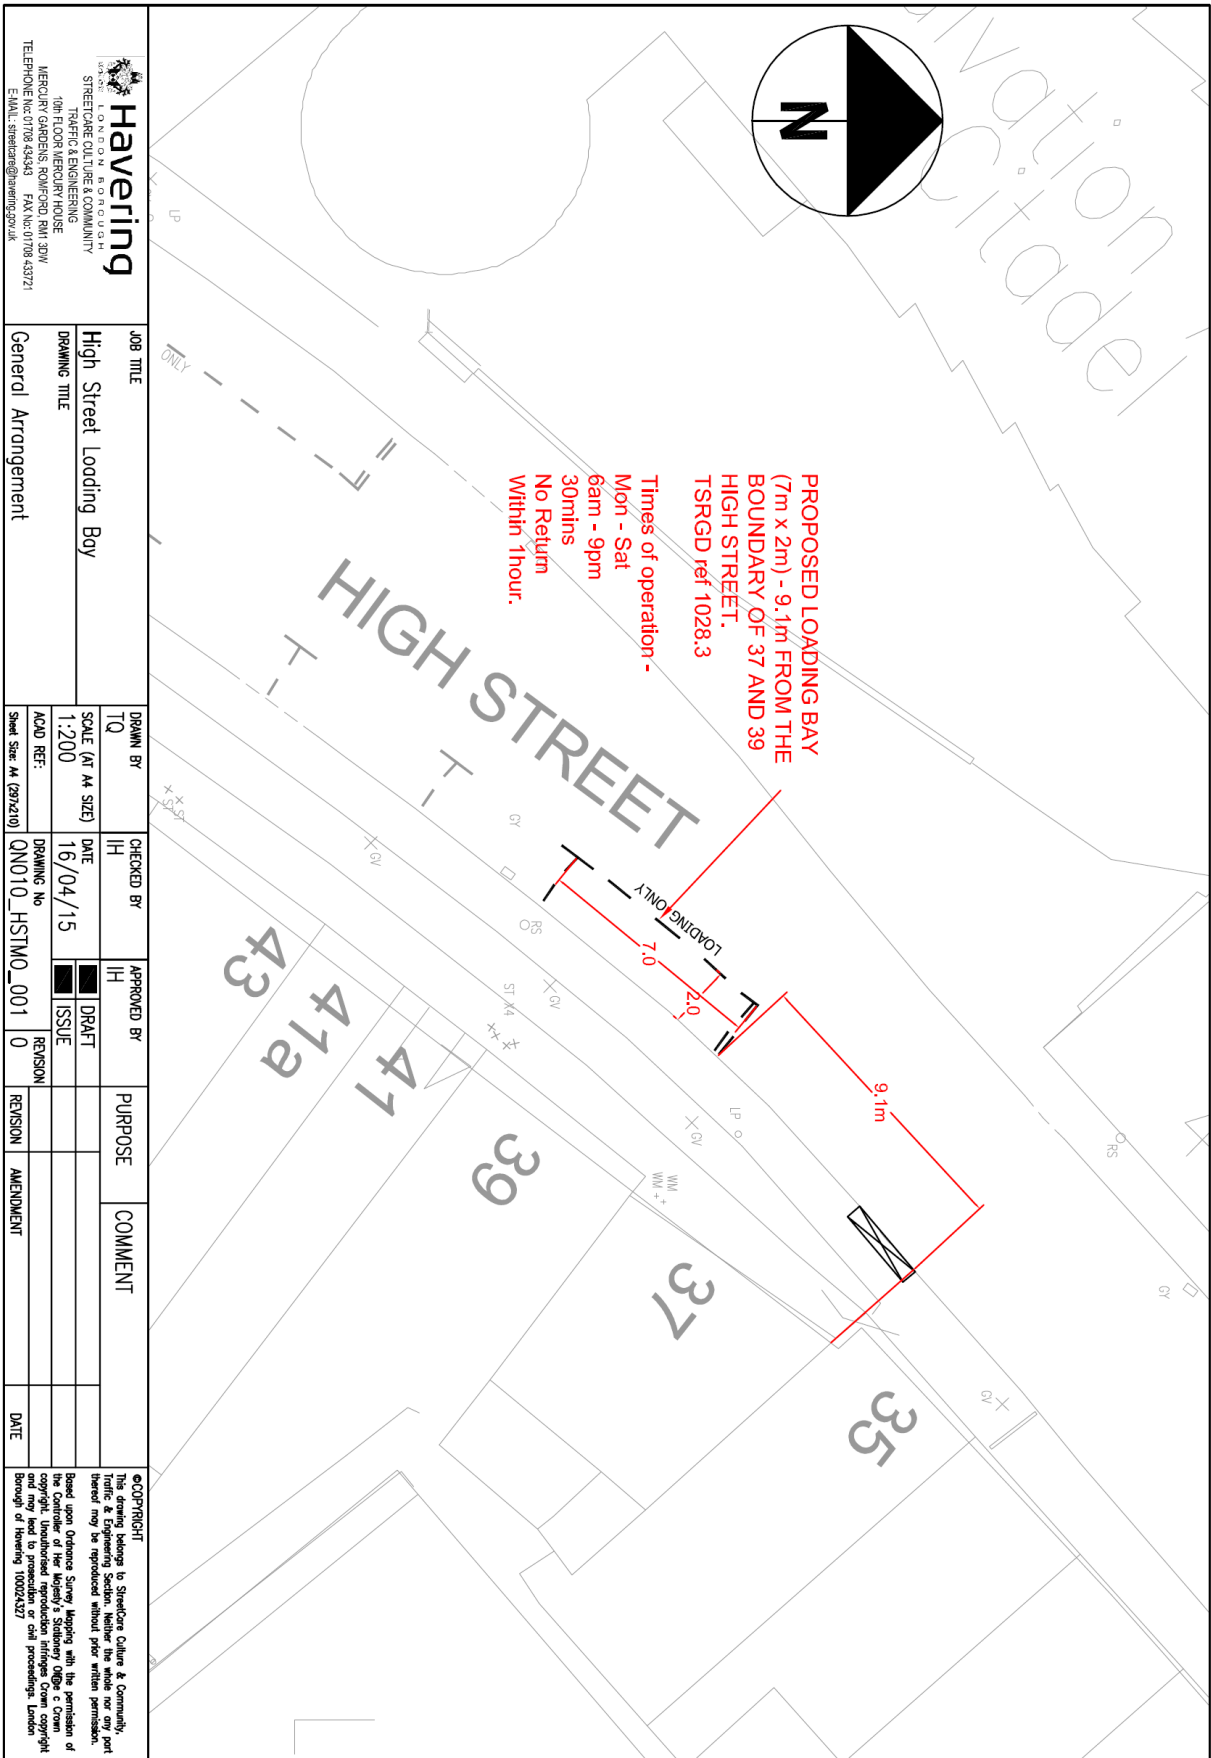 Salvation
Citadel
N
PROPOSED LOADING BAY
(7m x 2m) - 9.1m FROM THE
BOUNDARY OF 37 AND 39
HIGH STREET.
TSRGD ref 1028.3
Times of operation -
Mon - Sat
6am - 9pm
30mins
No Return
Within 1hour.
HIGH STREET
ONLY
LP
LOADING ONLY
7.0
2.0
9.1m
GY
RS
GV
GV
GV
ST X4
LP
WM
WM
RS
GY
43
41a
41
39
37
35
Havering
LONDON BOROUGH
STREETCARE CULTURE & COMMUNITY
TRAFFIC & ENGINEERING
10th FLOOR MERCURY HOUSE
MERCURY GARDENS, ROMFORD, RM1 3DW
TELEPHONE No: 01708 434343 FAX No: 01708 433721
E-MAIL: streetcare@havering.gov.uk
JOB TITLE
High Street Loading Bay
DRAWING TITLE
General Arrangement
DRAWN BY
TQ
CHECKED BY
IH
APPROVED BY
IH
SCALE (AT A4 SIZE)
1:200
DATE
16/04/15
DRAFT
ISSUE
ACAD REF:
Sheet Size: A4 (297x210)
DRAWING No
QN010_HSTMO_001
REVISION
0
PURPOSE
COMMENT
REVISION
AMENDMENT
DATE
©COPYRIGHT
This drawing belongs to StreetCare Culture & Community,
Traffic & Engineering Section. Neither the whole nor any part
thereof may be reproduced without prior written permission.
Based upon Ordnance Survey Mapping with the permission of
the Controller of Her Majesty's Stationery Office c Crown
copyright. Unauthorised reproduction infringes Crown copyright
and may lead to prosecution or civil proceedings. London
Borough of Havering 100024327